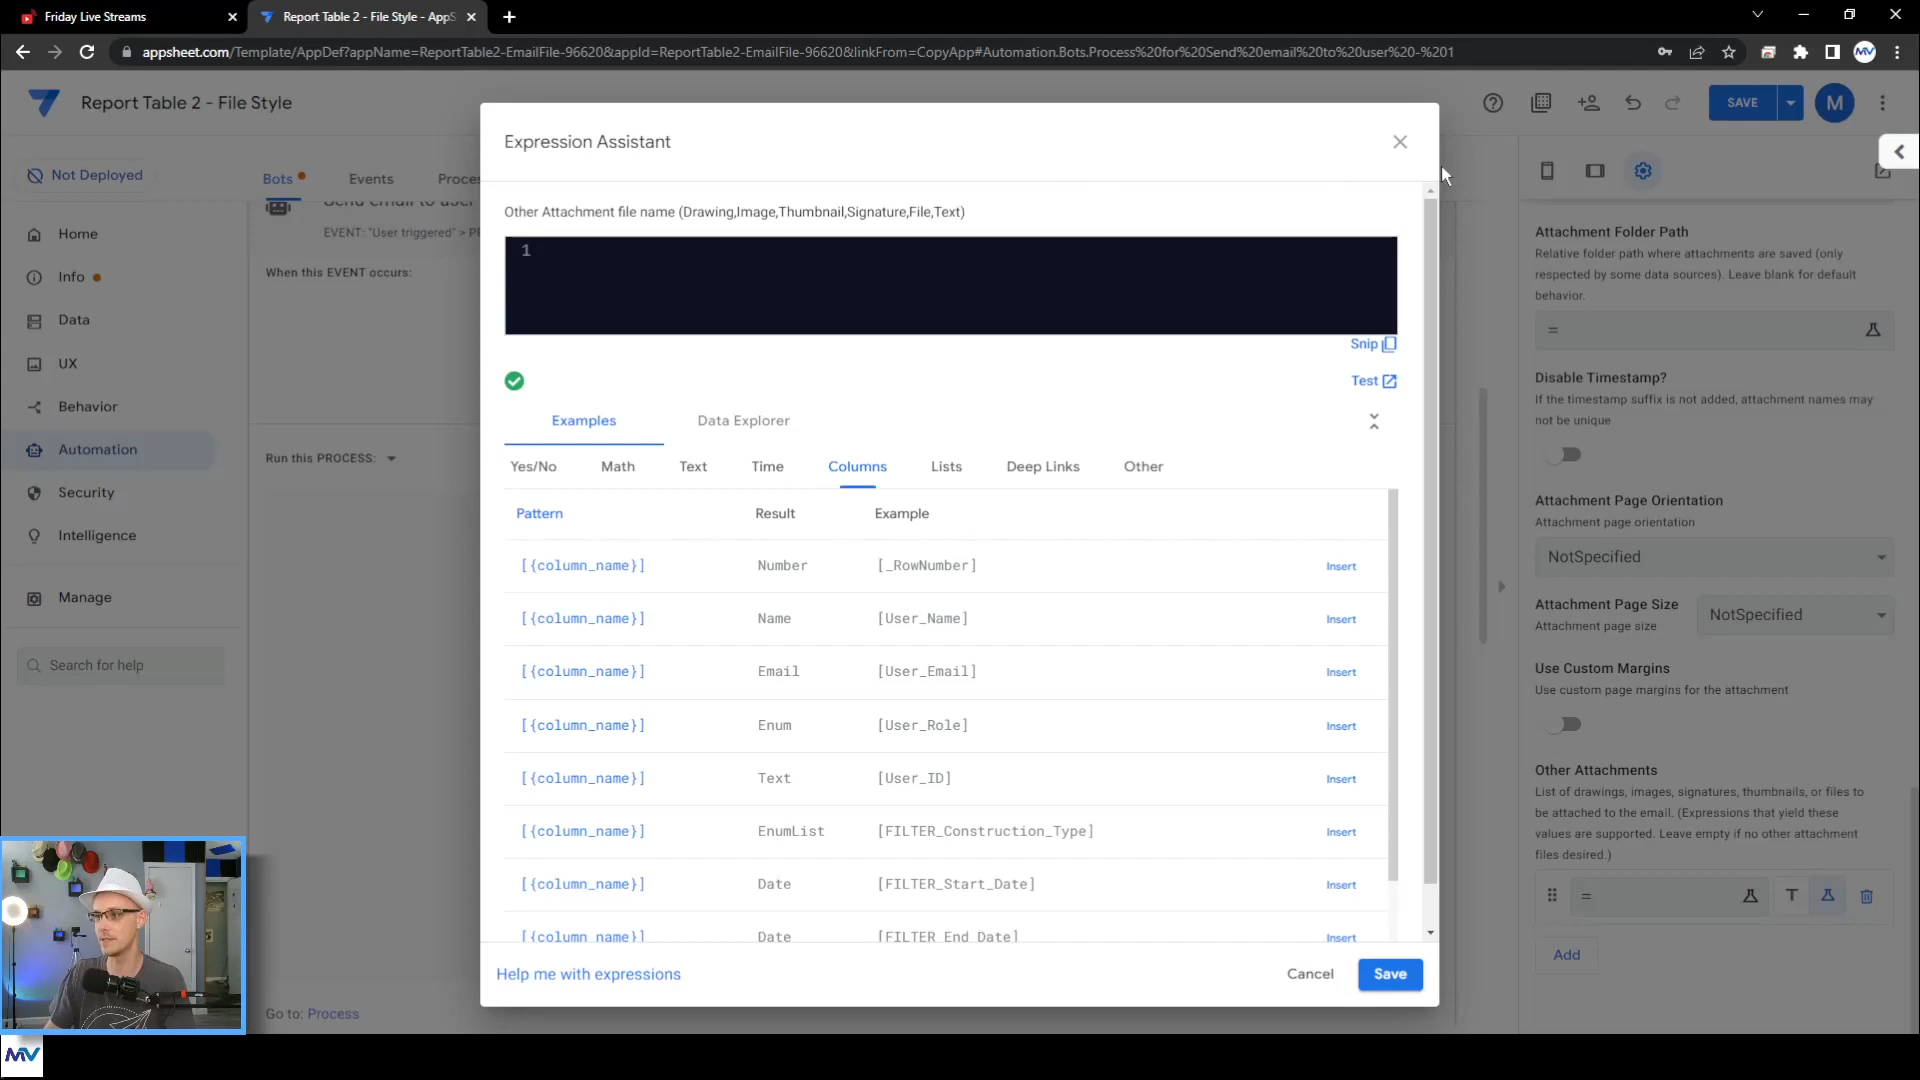 Friday Live Streams
Report Table 2 - File Style - AppS
appsheet.com/Template/AppDef?appName=ReportTable2-EmailFile-96620&appId=ReportTable2-EmailFile-96620&linkFrom=CopyApp#Automation.Bots.Process%20for%20Send%20email%20to%20user%20-%201
MV
Report Table 2 - File Style
SAVE
M
Not Deployed
Home
Info
Data
UX
Behavior
Automation
Security
Intelligence
Manage
Search for help
Bots
Events
Proces
Send email to user
EVENT: "User triggered" > P
When this EVENT occurs:
Run this PROCESS:
Go to: Process
Expression Assistant
Other Attachment file name (Drawing,Image,Thumbnail,Signature,File,Text)
1
Snip
Test
Examples
Data Explorer
Yes/No
Math
Text
Time
Columns
Lists
Deep Links
Other
Pattern Result Example
[{column_name}] Number [_RowNumber] Insert
[{column_name}] Name [User_Name] Insert
[{column_name}] Email [User_Email] Insert
[{column_name}] Enum [User_Role] Insert
[{column_name}] Text [User_ID] Insert
[{column_name}] EnumList [FILTER_Construction_Type] Insert
[{column_name}] Date [FILTER_Start_Date] Insert
[{column_name}] Date [FILTER_End_Date] Insert
Help me with expressions
Cancel
Save
Attachment Folder Path
Relative folder path where attachments are saved (only
respected by some data sources). Leave blank for default
behavior.
=
Disable Timestamp?
If the timestamp suffix is not added, attachment names may
not be unique
Attachment Page Orientation
Attachment page orientation
NotSpecified
Attachment Page Size
Attachment page size
NotSpecified
Use Custom Margins
Use custom page margins for the attachment
Other Attachments
List of drawings, images, signatures, thumbnails, or files to
be attached to the email. (Expressions that yield these
values are supported. Leave empty if no other attachment
files desired.)
=
T
Add
MV